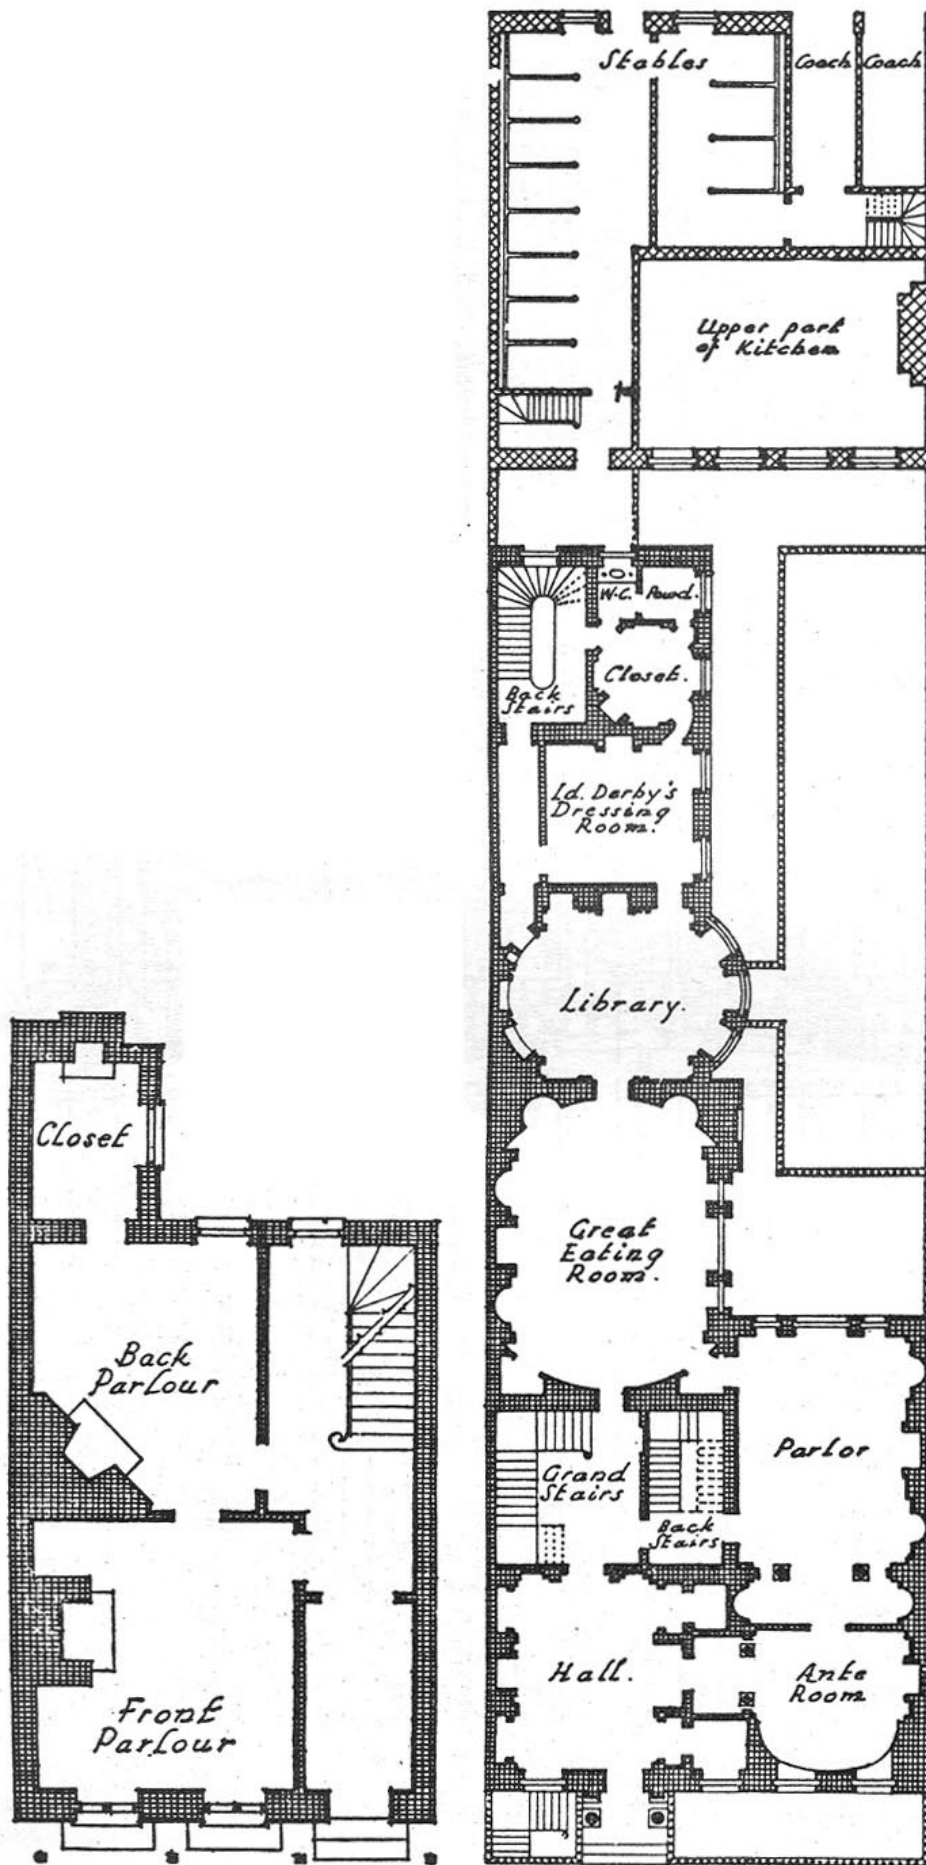 Stables
Coach
Coach
Upper part
of Kitchen
W.C.
Powd.
Closet.
Back
Stairs
Ld. Derby's
Dressing
Room.
Library.
Great
Eating
Room.
Parlor
Grand
Stairs
Back
Stairs
Hall.
Ante
Room
Closet
Back
Parlour
Front
Parlour